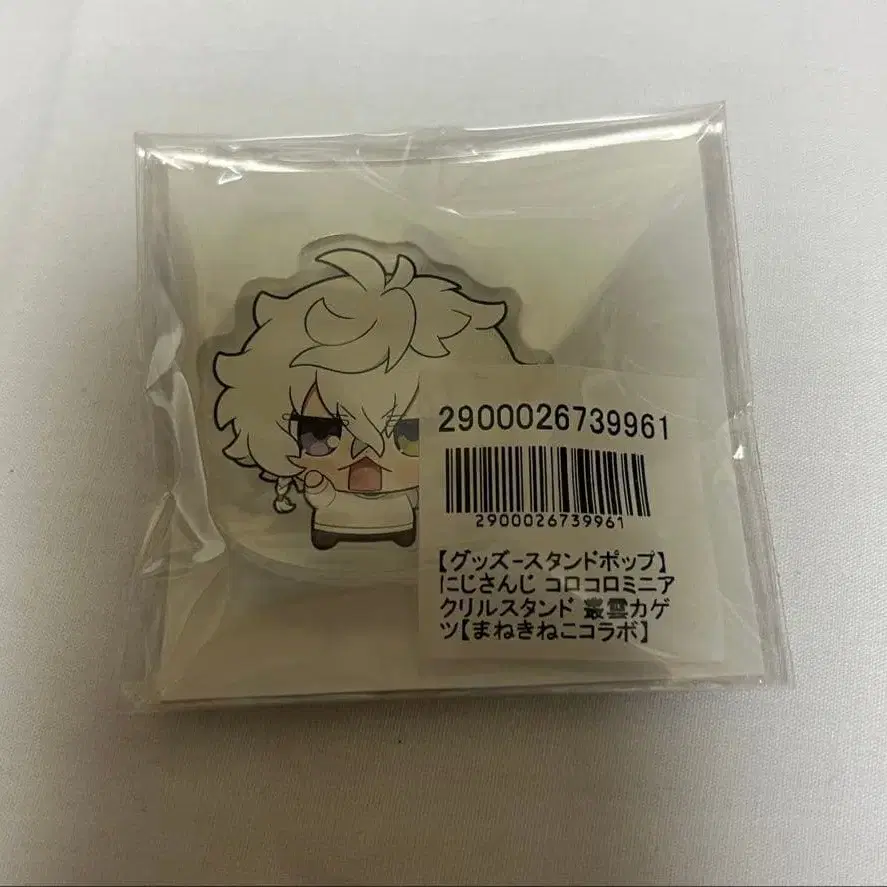 2900026739961
2900026739961
【グッズ-スタンドポップ】
にじさんじ コロコロミニア
クリルスタンド 叢雲カゲ
ツ【まねきねこコラボ】